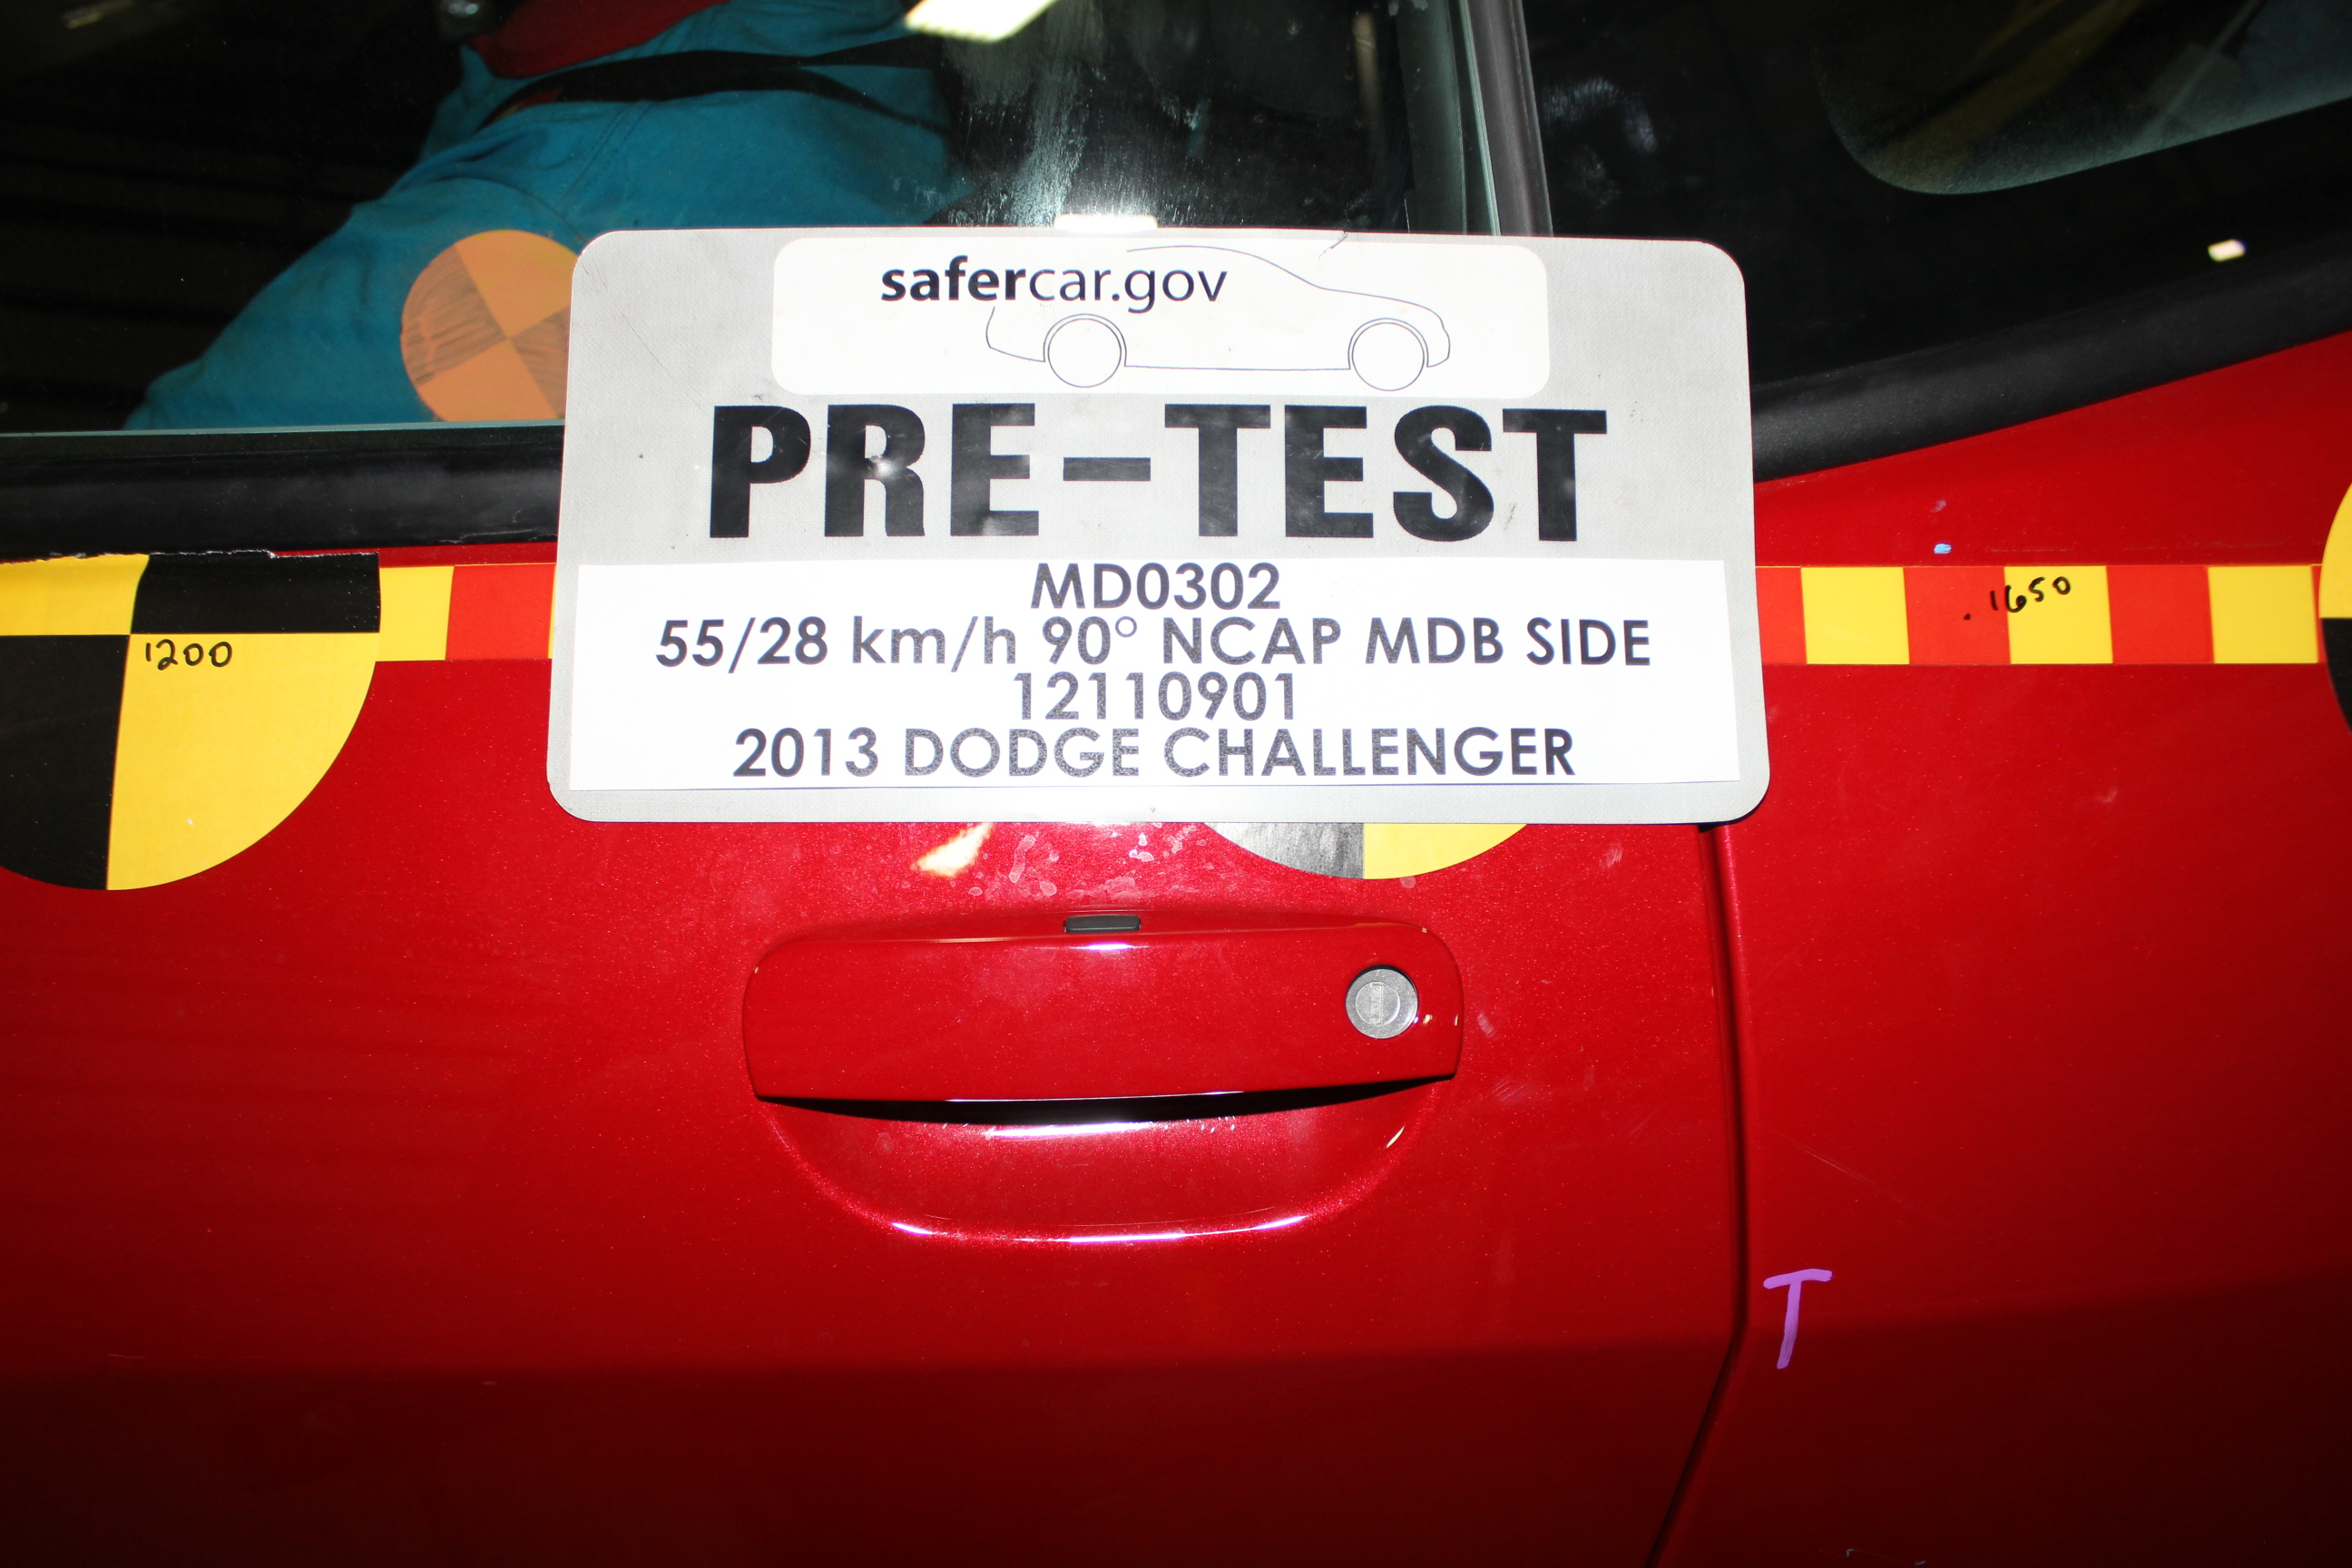 safercar.gov
PRE-TEST
MD0302
55/28 km/h 90° NCAP MDB SIDE
12110901
2013 DODGE CHALLENGER
1200
.1650
T